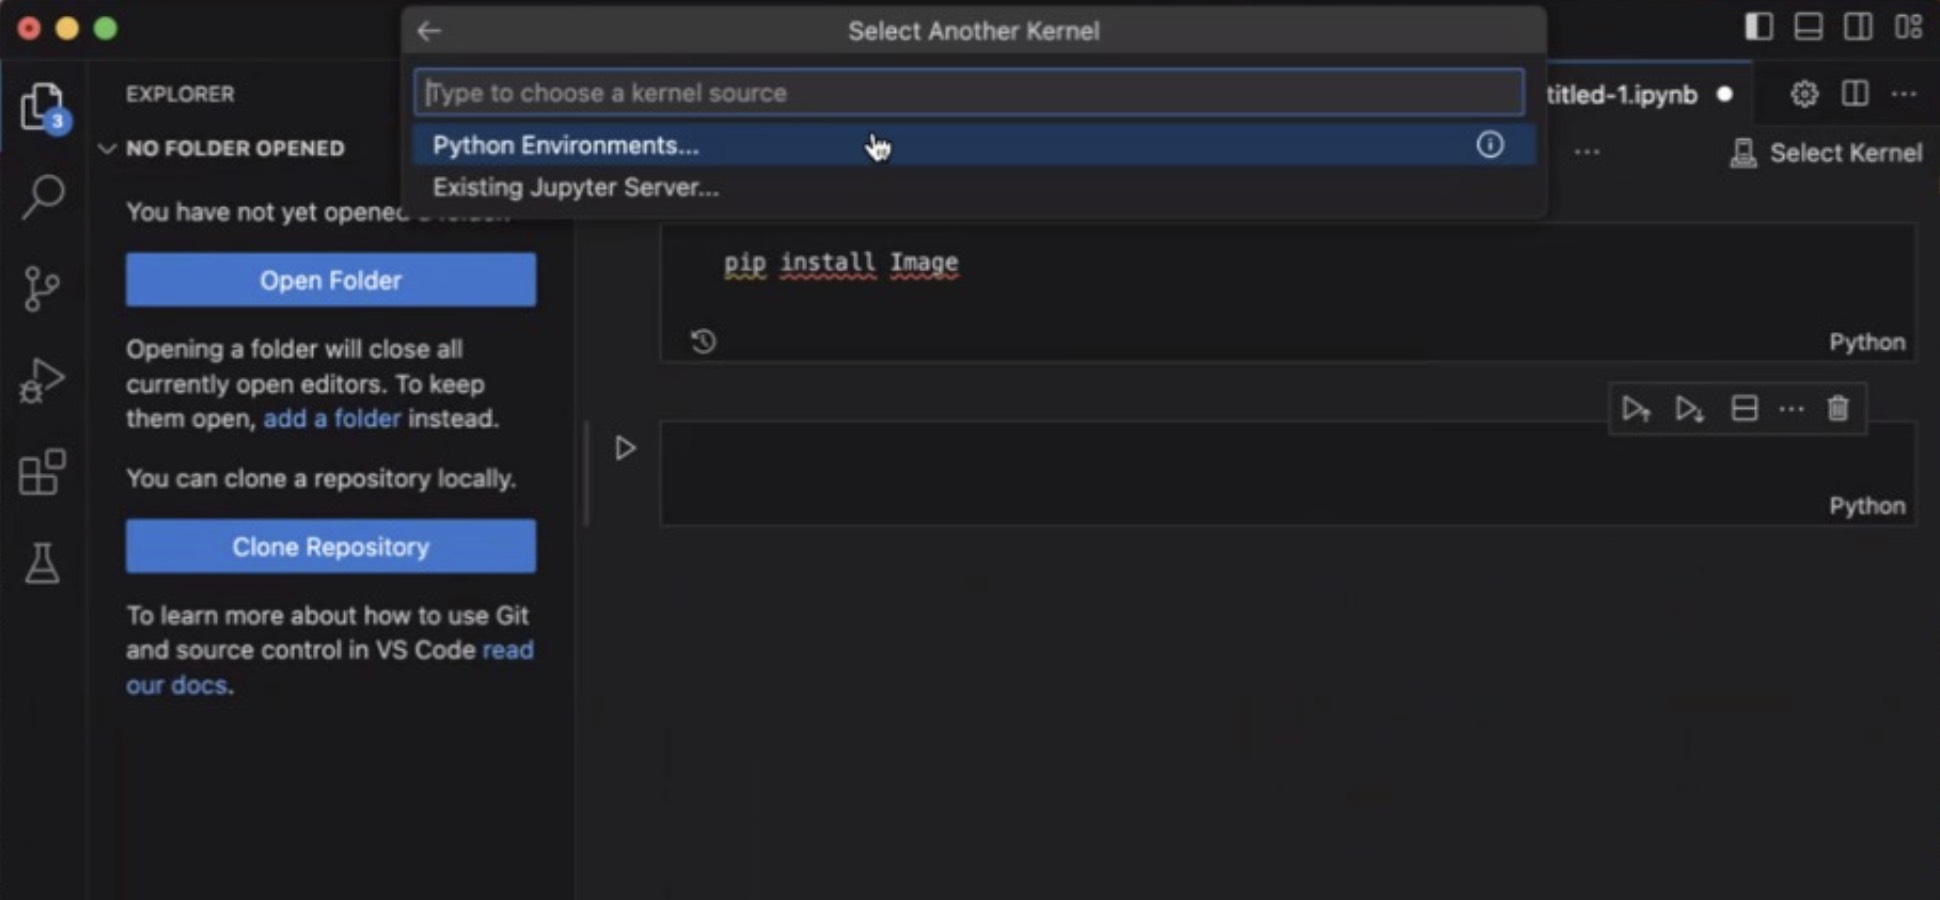 Select Another Kernel
Type to choose a kernel source
Python Environments...
Existing Jupyter Server...
titled-1.ipynb
Select Kernel
EXPLORER
3
NO FOLDER OPENED
You have not yet opened
Open Folder
Opening a folder will close all
currently open editors. To keep
them open, add a folder instead.
You can clone a repository locally.
Clone Repository
To learn more about how to use Git
and source control in VS Code read
our docs.
pip install Image
Python
Python